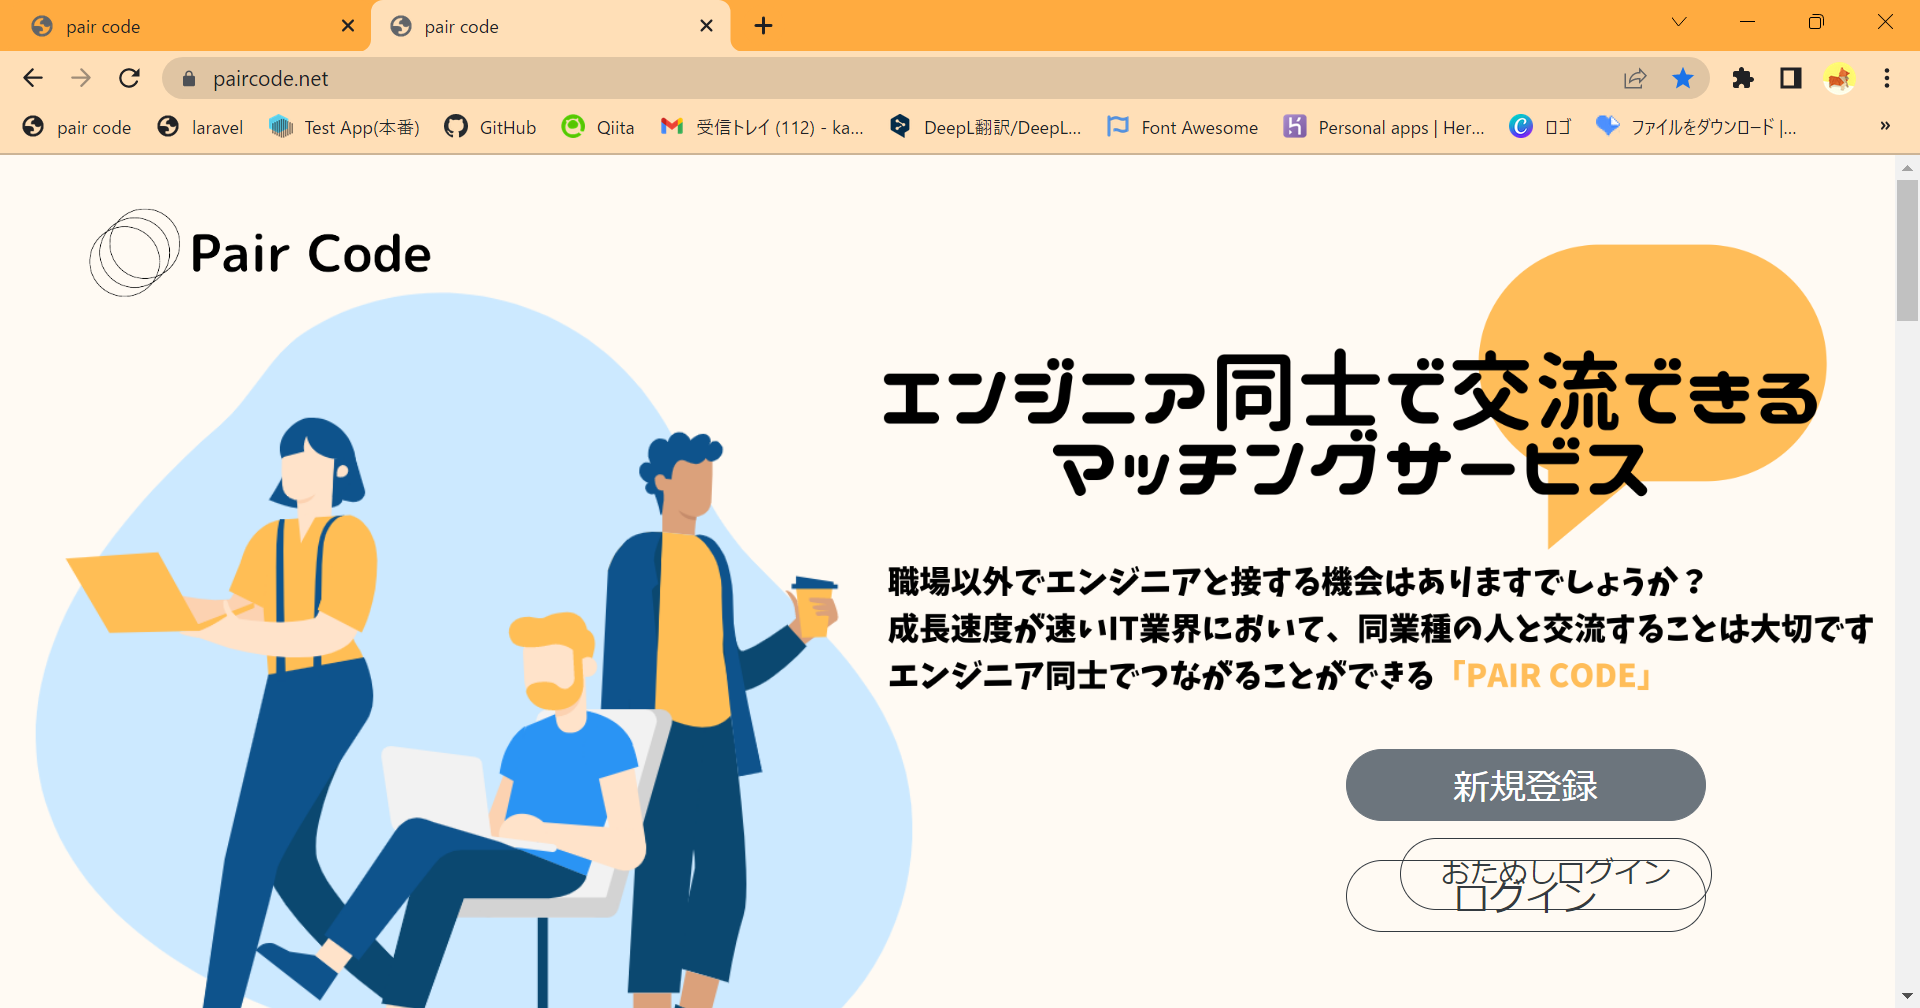 pair code
pair code
paircode.net
pair code
laravel
Test App(本番)
GitHub
Qiita
受信トレイ (112) - ka...
DeepL翻訳/DeepL...
Font Awesome
Personal apps | Her...
ロゴ
ファイルをダウンロード |...
»
Pair Code
エンジニア同士で交流できる
マッチングサービス
職場以外でエンジニアと接する機会はありますでしょうか？
成長速度が速いIT業界において、同業種の人と交流することは大切です
エンジニア同士でつながることができる「PAIR CODE」
新規登録
おためしログイン
ログイン